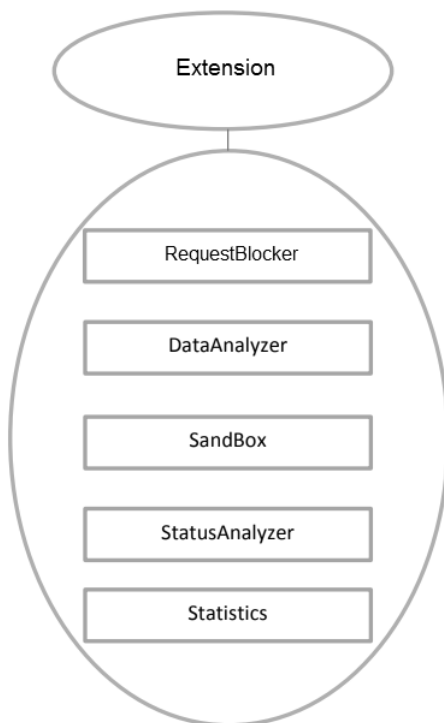 Extension
RequestBlocker
DataAnalyzer
SandBox
StatusAnalyzer
Statistics